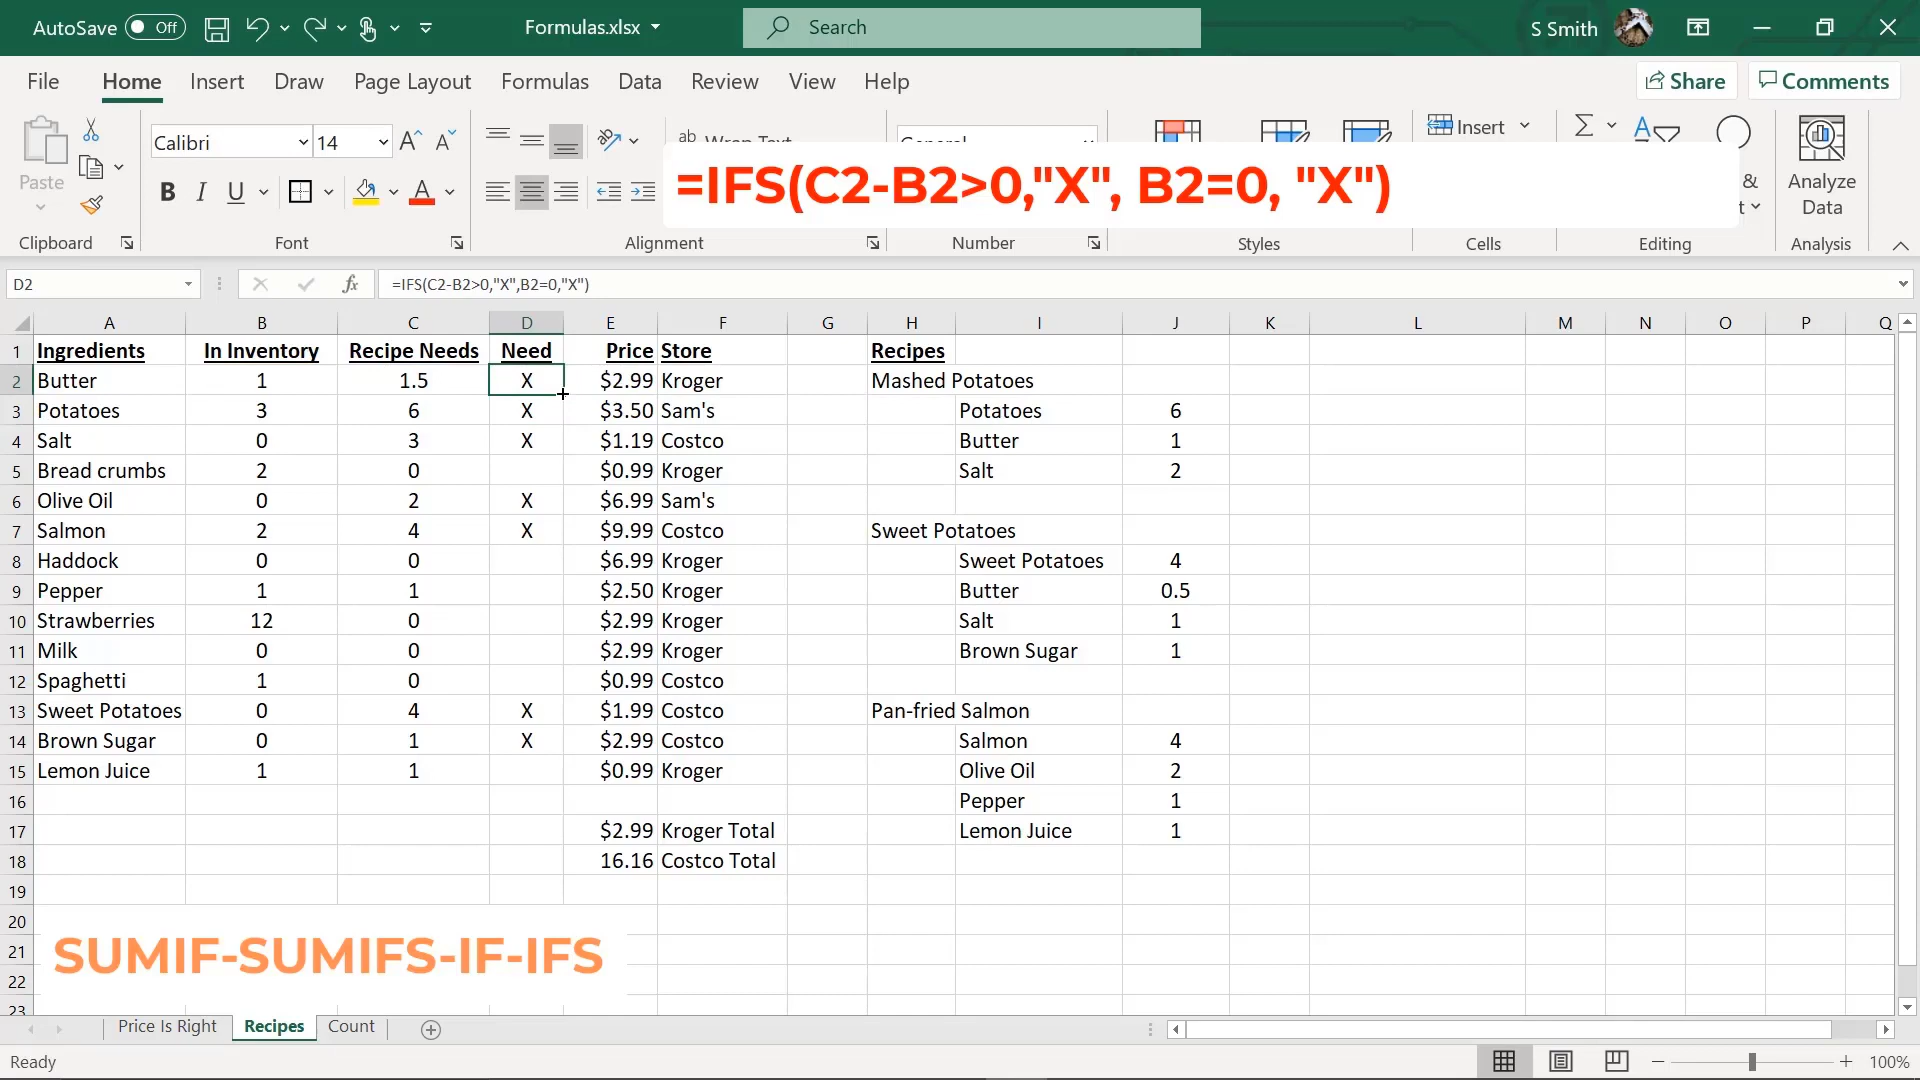 AutoSave Off Formulas.xlsx Search S Smith
File Home Insert Draw Page Layout Formulas Data Review View Help Share Comments
Calibri 14 ab Wrap Text General Insert
Paste B I U =IFS(C2-B2>0,"X", B2=0, "X") & Analyze
Data
Clipboard Font Alignment Number Styles Cells Editing Analysis
D2 fx =IFS(C2-B2>0,"X",B2=0,"X")
A B C D E F G H I J K L M N O P Q
1 Ingredients In Inventory Recipe Needs Need Price Store Recipes
2 Butter 1 1.5 X $2.99 Kroger Mashed Potatoes
3 Potatoes 3 6 X $3.50 Sam's Potatoes 6
4 Salt 0 3 X $1.19 Costco Butter 1
5 Bread crumbs 2 0 $0.99 Kroger Salt 2
6 Olive Oil 0 2 X $6.99 Sam's
7 Salmon 2 4 X $9.99 Costco Sweet Potatoes
8 Haddock 0 0 $6.99 Kroger Sweet Potatoes 4
9 Pepper 1 1 $2.50 Kroger Butter 0.5
10 Strawberries 12 0 $2.99 Kroger Salt 1
11 Milk 0 0 $2.99 Kroger Brown Sugar 1
12 Spaghetti 1 0 $0.99 Costco
13 Sweet Potatoes 0 4 X $1.99 Costco Pan-fried Salmon
14 Brown Sugar 0 1 X $2.99 Costco Salmon 4
15 Lemon Juice 1 1 $0.99 Kroger Olive Oil 2
16 Pepper 1
17 $2.99 Kroger Total Lemon Juice 1
18 16.16 Costco Total
19
20
21 SUMIF-SUMIFS-IF-IFS
22
23
Price Is Right Recipes Count
Ready 100%